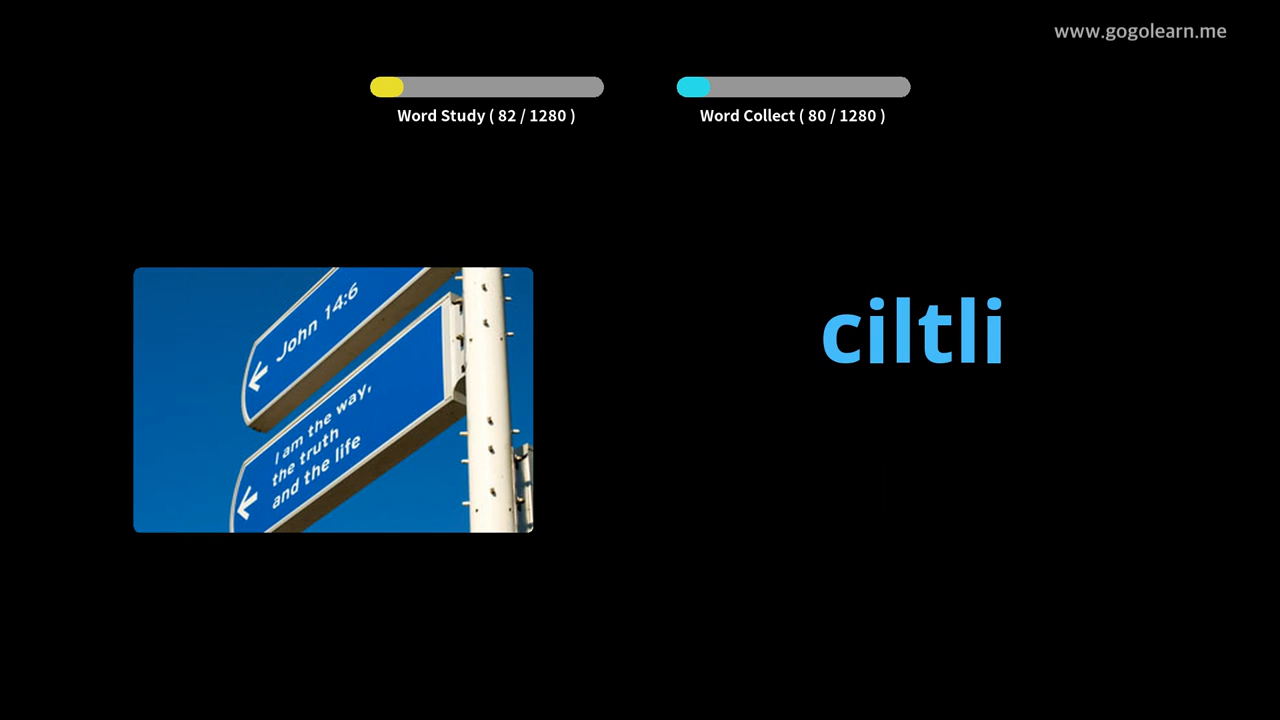 www.gogolearn.me
Word Study ( 82 / 1280 )
Word Collect ( 80 / 1280 )
John 14:6
I am the way,
the truth
and the life
ciltli